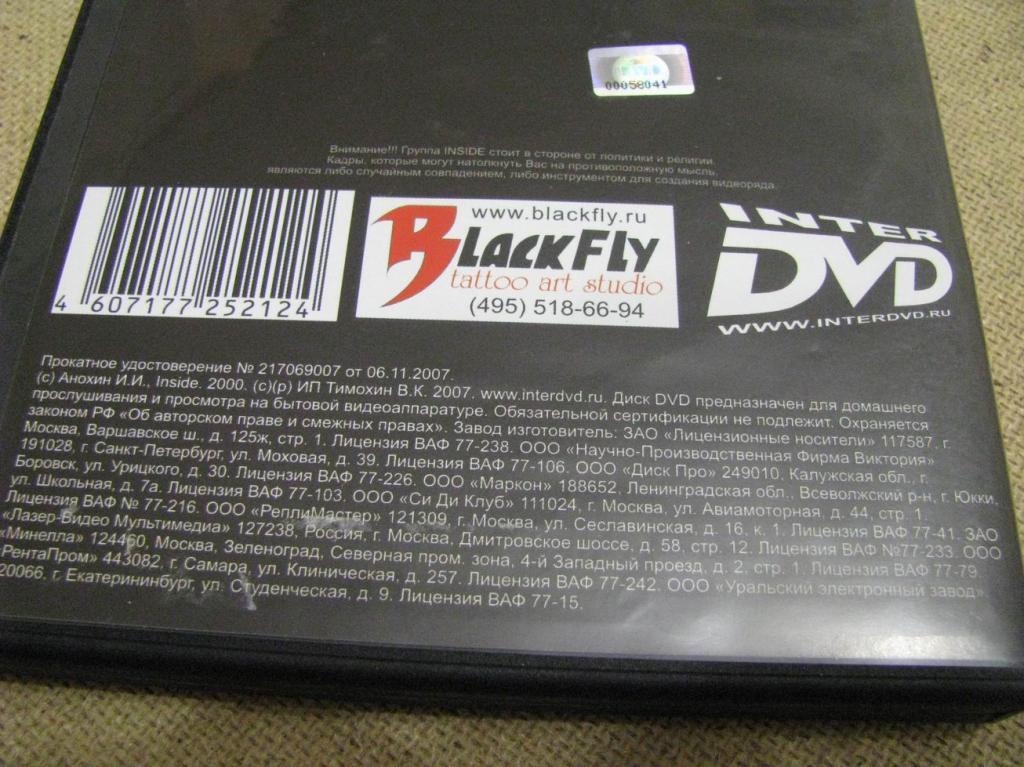 00058041
Внимание!!! Группа INSIDE стоит в стороне от политики и религии.
Кадры, которые могут натолкнуть Вас на противоположную мысль,
являются либо случайным совпадением, либо инструментом для создания видеоряда.
4 607177 252124
www.blackfly.ru
BLACKFLY
tattoo art studio
(495) 518-66-94
INTER
DVD
WWW.INTERDVD.RU
Прокатное удостоверение № 217069007 от 06.11.2007.
(с) Анохин И.И., Inside. 2000. (с)(р) ИП Тимохин В.К. 2007. www.interdvd.ru. Диск DVD предназначен для домашнего
прослушивания и просмотра на бытовой видеоаппаратуре. Обязательной сертификации не подлежит. Охраняется
законом РФ «Об авторском праве и смежных правах». Завод изготовитель: ЗАО «Лицензионные носители» 117587, г.
Москва, Варшавское ш., д. 125ж, стр. 1. Лицензия ВАФ 77-238. ООО «Научно-Производственная Фирма Виктория»
191028, г. Санкт-Петербург, ул. Моховая, д. 39. Лицензия ВАФ 77-106. ООО «Диск Про» 249010, Калужская обл., г.
Боровск, ул. Урицкого, д. 30. Лицензия ВАФ 77-226. ООО «Маркон» 188652, Ленинградская обл., Всеволжский р-н, г. Юкки,
ул. Школьная, д. 7а. Лицензия ВАФ 77-103. ООО «Си Ди Клуб» 111024, г. Москва, ул. Авиамоторная, д. 44, стр. 1.
Лицензия ВАФ № 77-216. ООО «РеплиМастер» 121309, г. Москва, ул. Сеславинская, д. 16, к. 1. Лицензия ВАФ 77-41. ЗАО
«Лазер-Видео Мультимедиа» 127238, Россия, г. Москва, Дмитровское шоссе, д. 58, стр. 12. Лицензия ВАФ №77-233. ООО
«Минелла» 124460, Москва, Зеленоград, Северная пром. зона, 4-й Западный проезд, д. 2, стр. 1. Лицензия ВАФ 77-79.
«РентаПром» 443082, г. Самара, ул. Клиническая, д. 257. Лицензия ВАФ 77-242. ООО «Уральский электронный завод»
20066, г. Екатеринбург, ул. Студенческая, д. 9. Лицензия ВАФ 77-15.